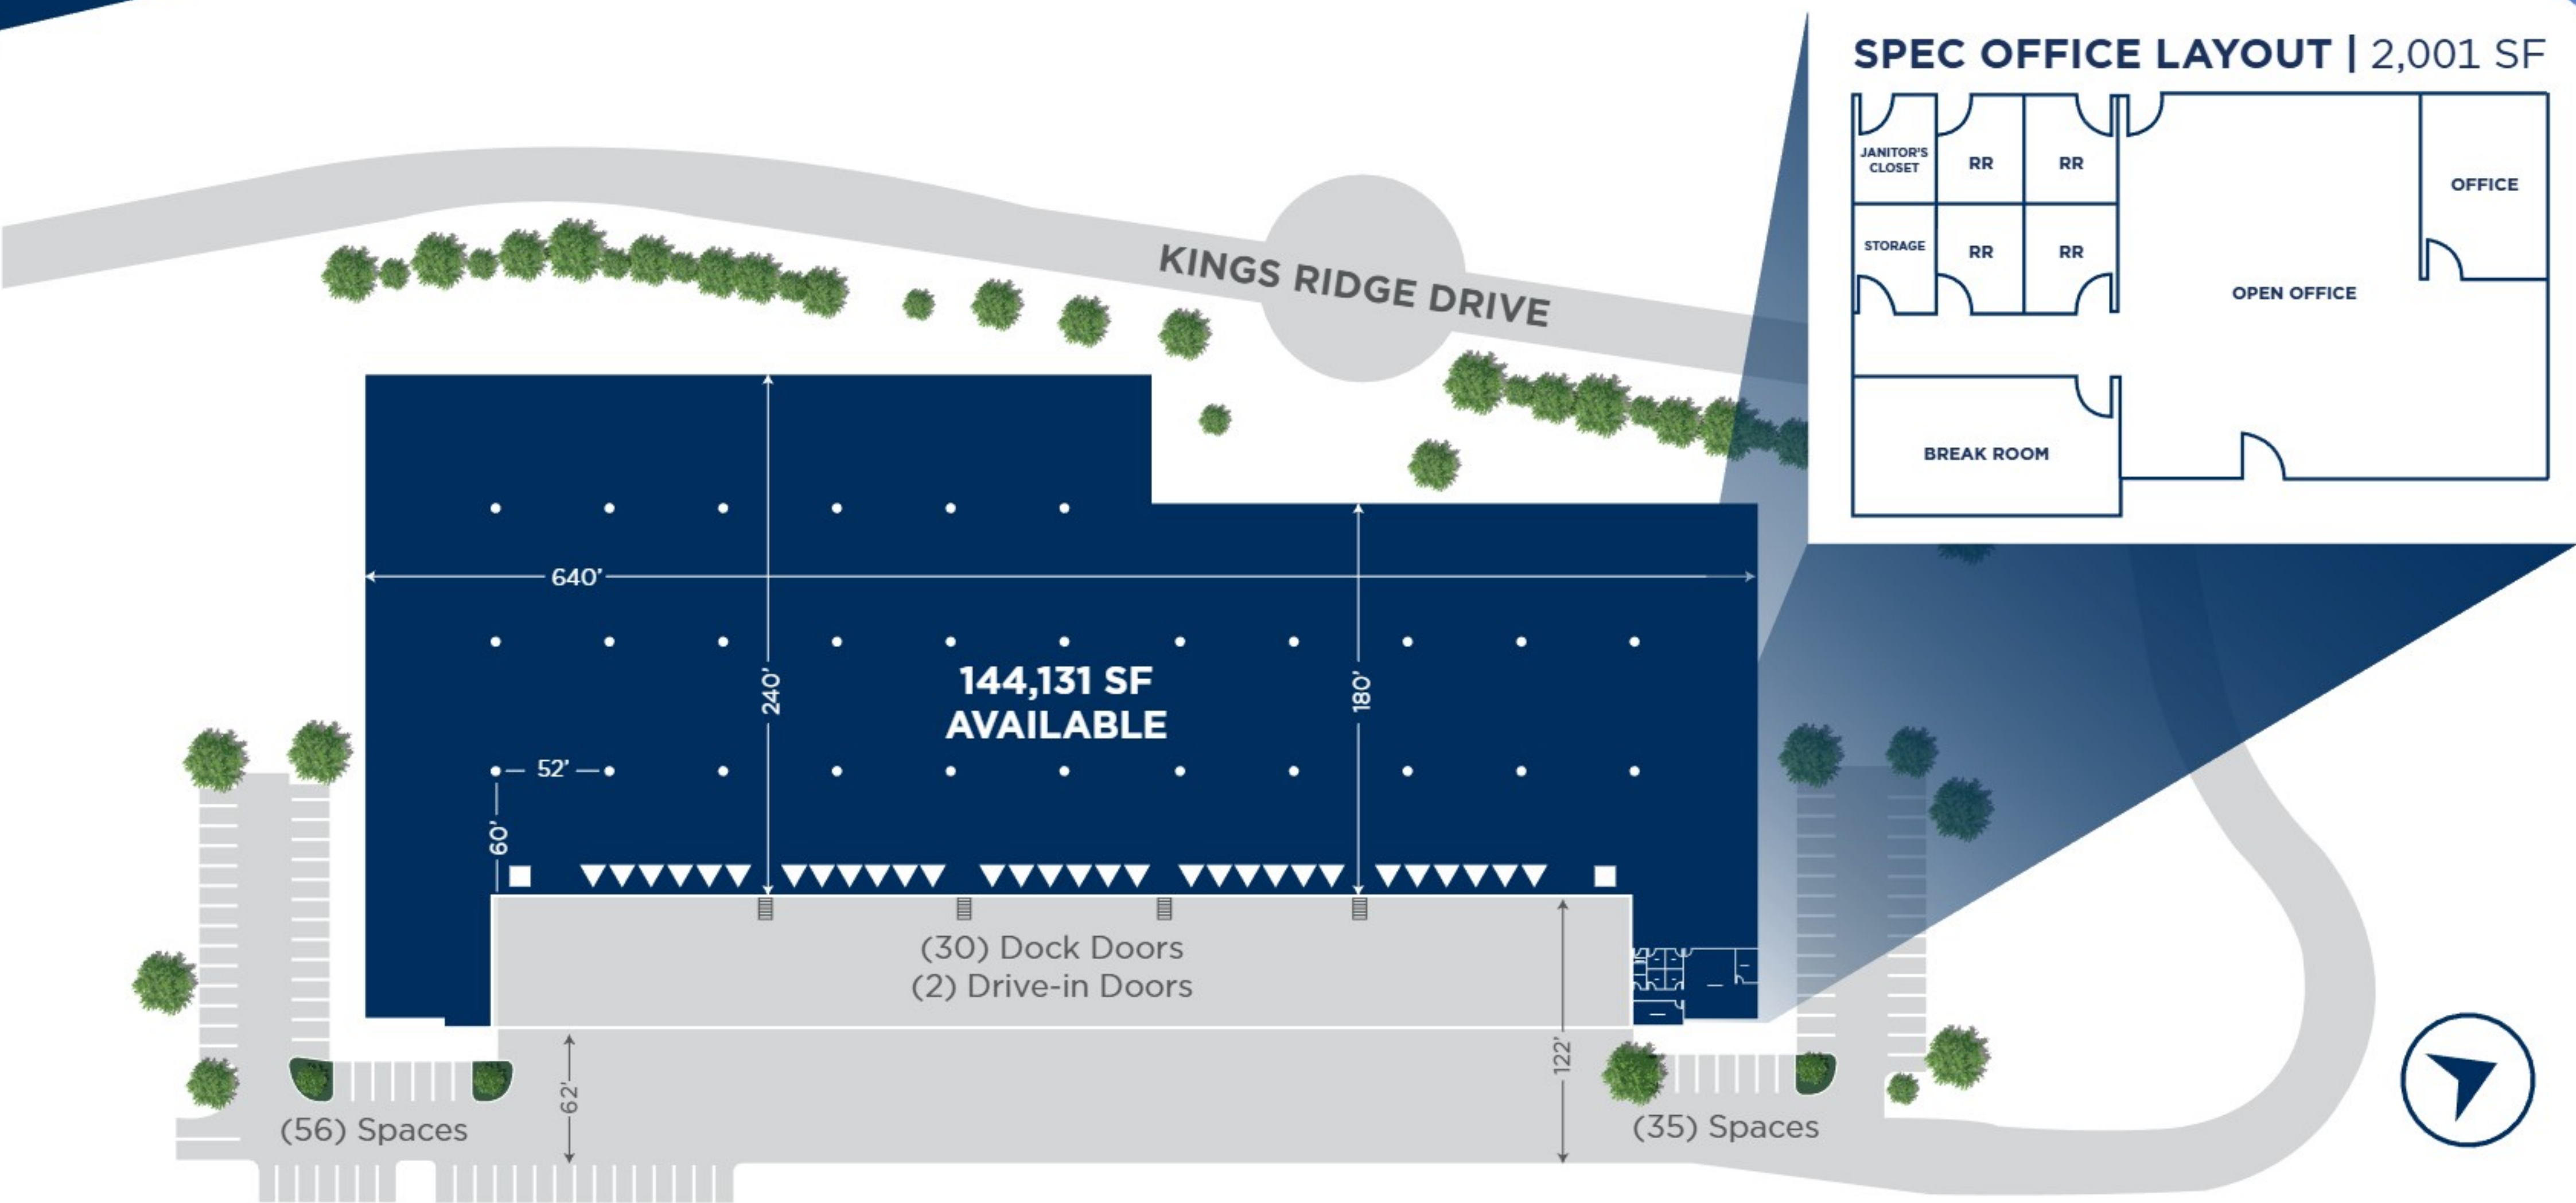 SPEC OFFICE LAYOUT | 2,001 SF
JANITOR'S
CLOSET
RR
RR
OFFICE
STORAGE
RR
RR
OPEN OFFICE
BREAK ROOM
KINGS RIDGE DRIVE
640'
240'
180'
144,131 SF
AVAILABLE
52'
60'
(30) Dock Doors
(2) Drive-in Doors
62'
122'
(56) Spaces
(35) Spaces